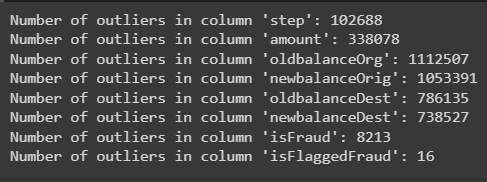 Number of outliers in column 'step': 102688
Number of outliers in column 'amount': 338078
Number of outliers in column 'oldbalanceOrg': 1112507
Number of outliers in column 'newbalanceOrig': 1053391
Number of outliers in column 'oldbalanceDest': 786135
Number of outliers in column 'newbalanceDest': 738527
Number of outliers in column 'isFraud': 8213
Number of outliers in column 'isFlaggedFraud': 16